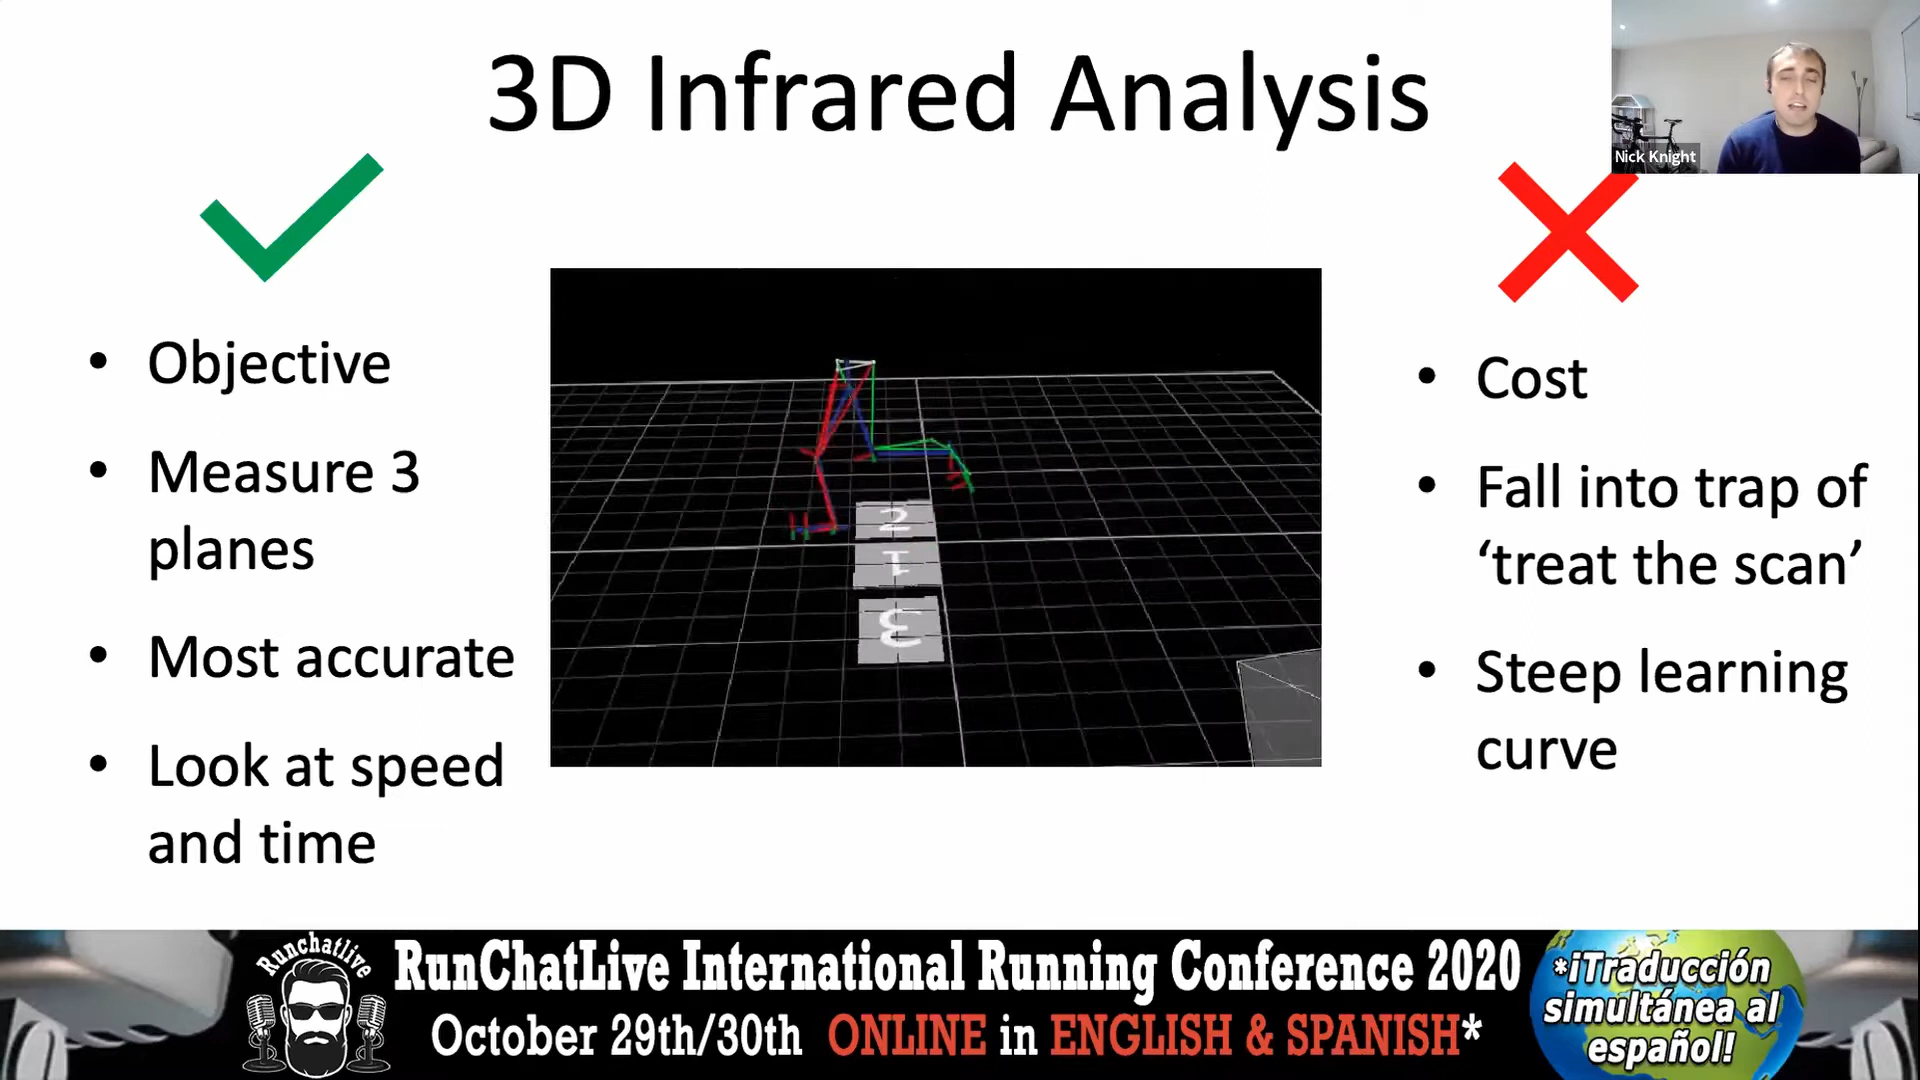 3D Infrared Analysis
Nick Knight
• Objective
• Measure 3
planes
• Most accurate
• Look at speed
and time
2
1
3
• Cost
• Fall into trap of
‘treat the scan’
• Steep learning
curve
Runchatlive
RunChatLive International Running Conference 2020
October 29th/30th ONLINE in ENGLISH & SPANISH*
*¡Traducción
simultánea al
español!